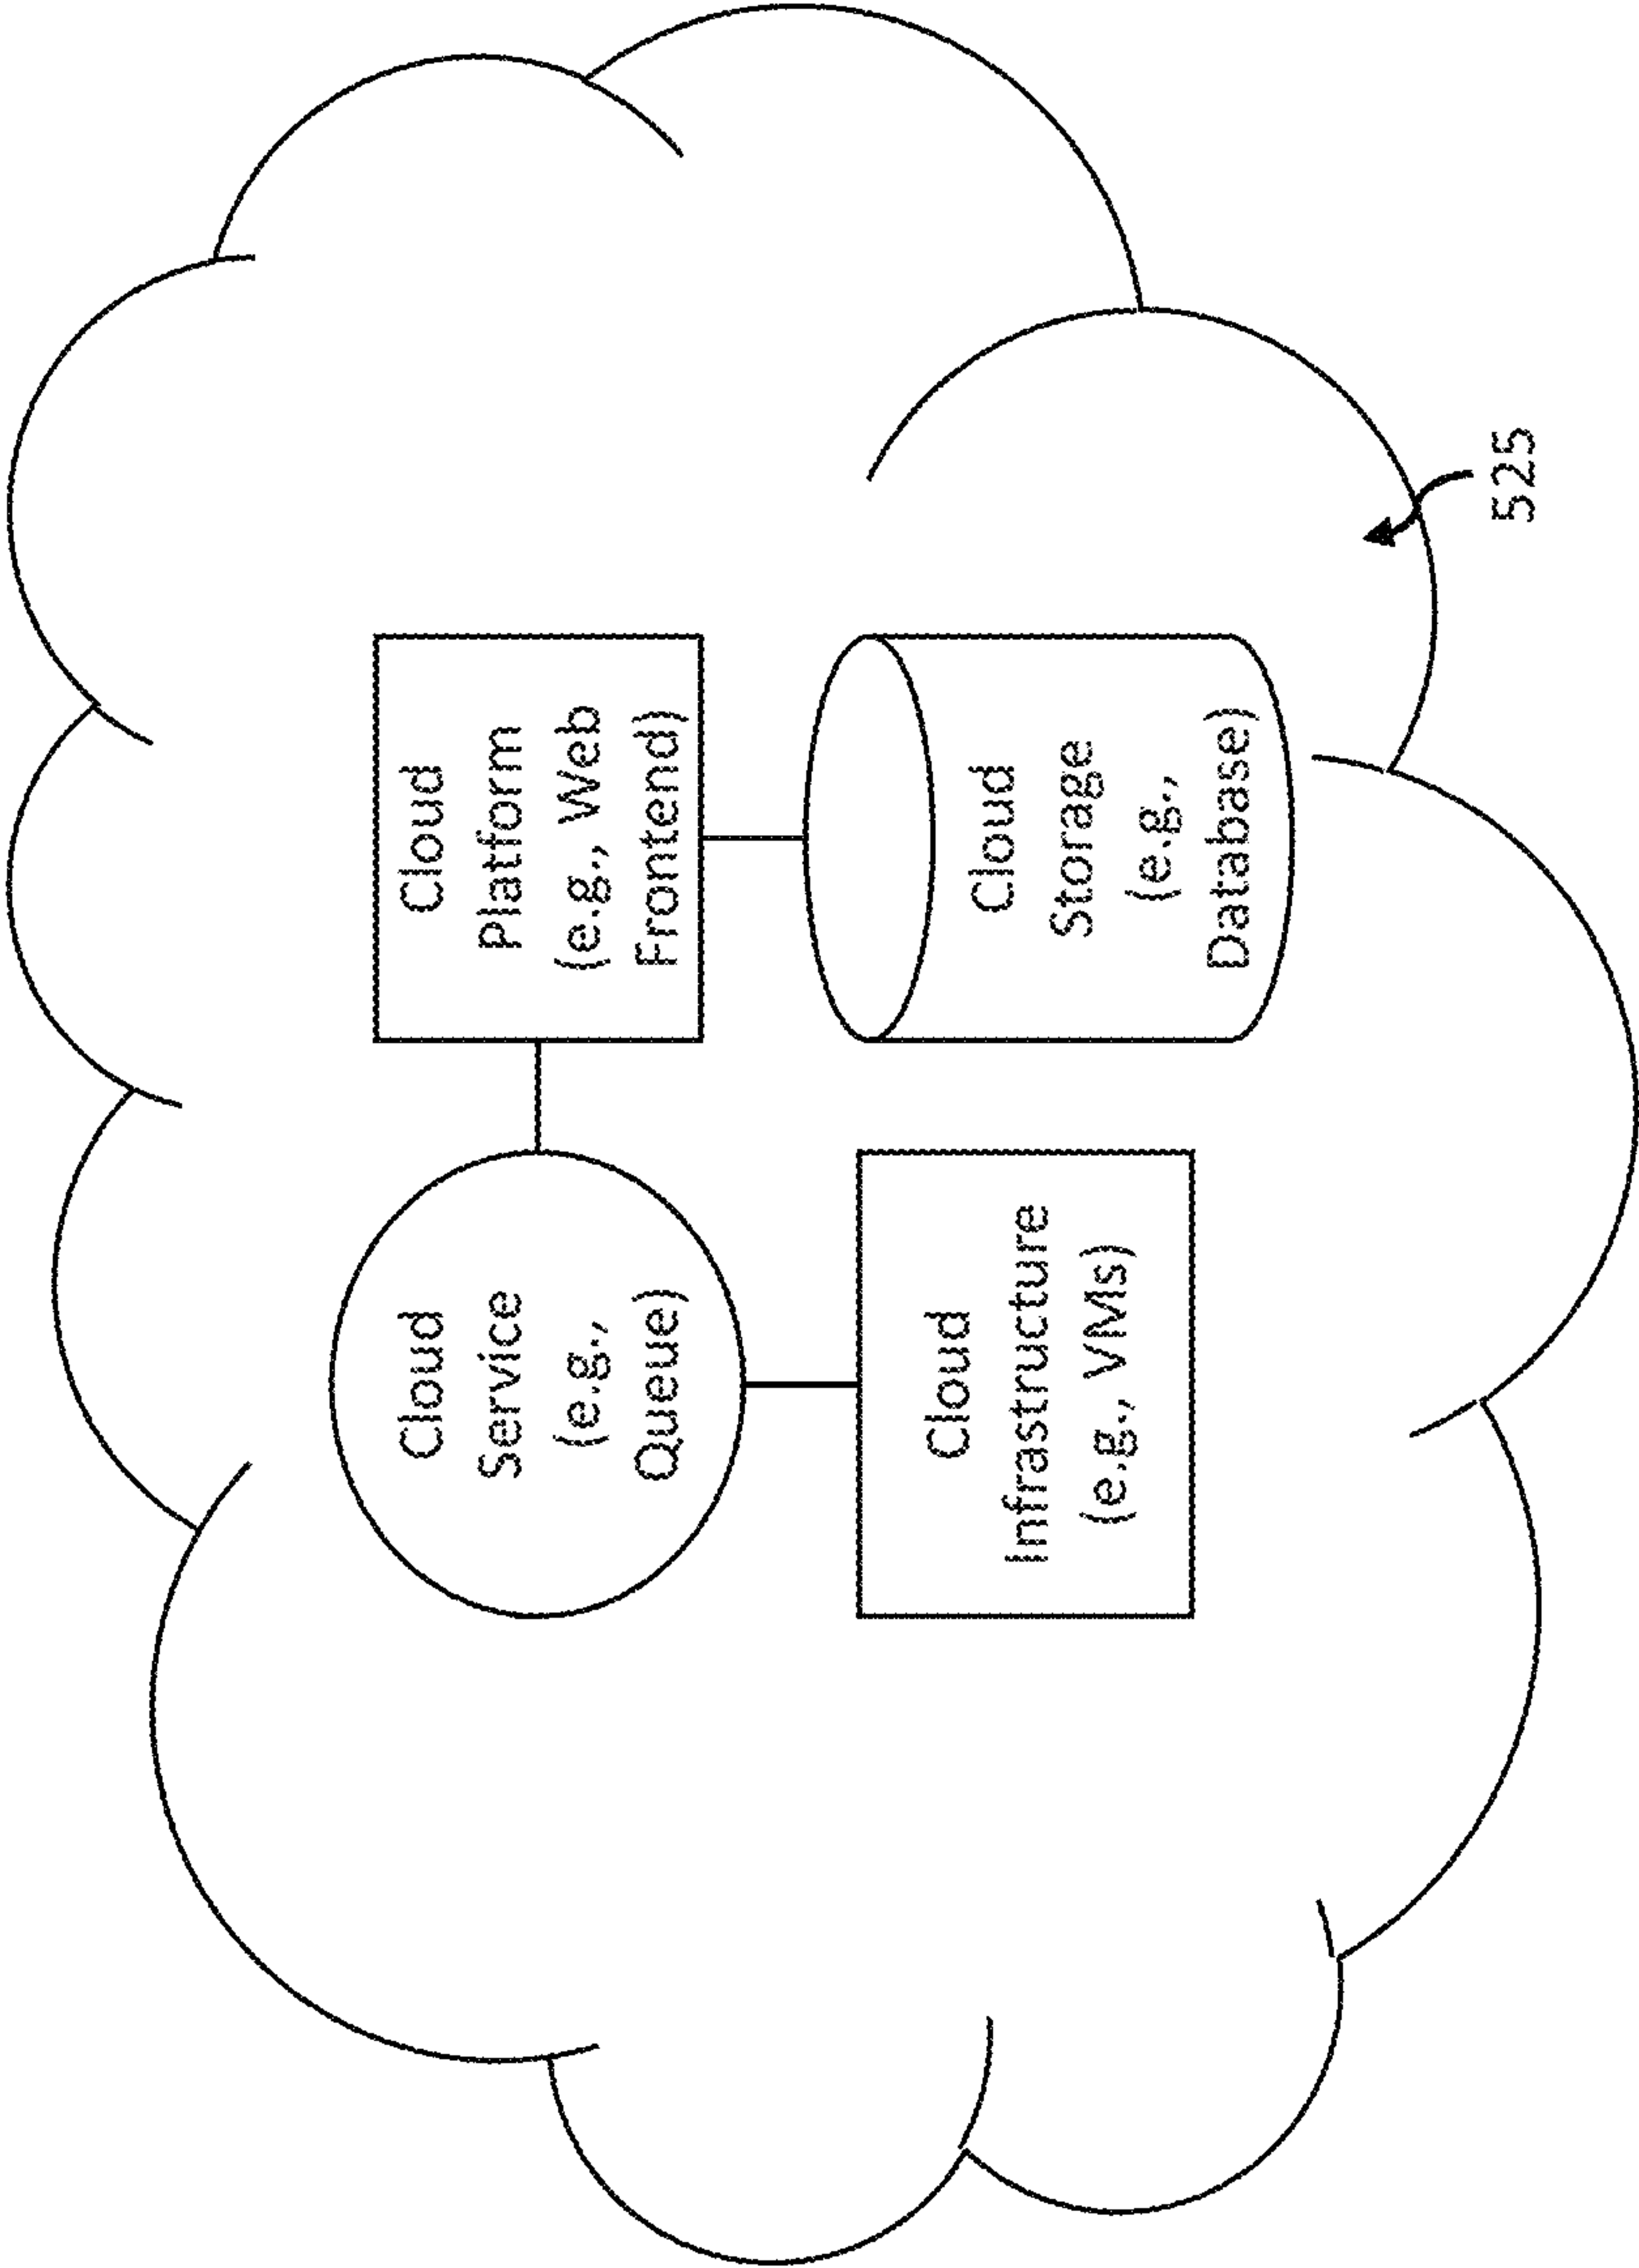 Cloud
Service
(e.g.,
Queue)
Cloud
Platform
(e.g., Web
Frontend)
Cloud
Infrastructure
(e.g., VMs)
Cloud
Storage
(e.g.,
Database)
525